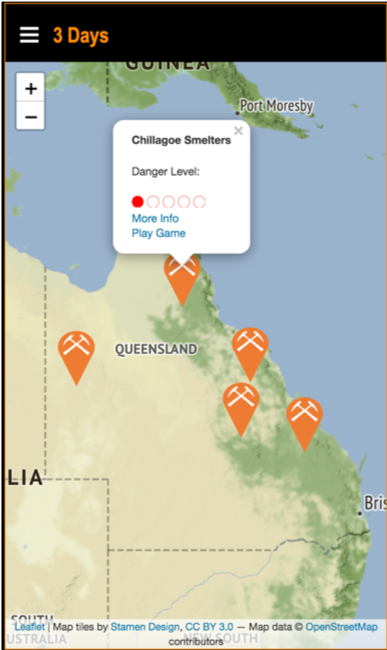 3 Days
GUINEA
+
Port Moresby
−
×
Chillagoe Smelters
Danger Level:
More Info
Play Game
QUEENSLAND
LIA
Bris
SOUTH
Leaflet | Map tiles by Stamen Design, CC BY 3.0 — Map data © OpenStreetMap
contributors
USTRALIA
NEW SOUTH